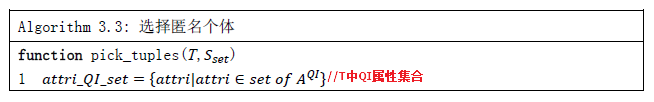 Algorithm 3.3: 选择匿名个体
function pick_tuples(T, S_set)
1 attri_QI_set = {attri|attri ∈ set of A^QI}//T中QI属性集合